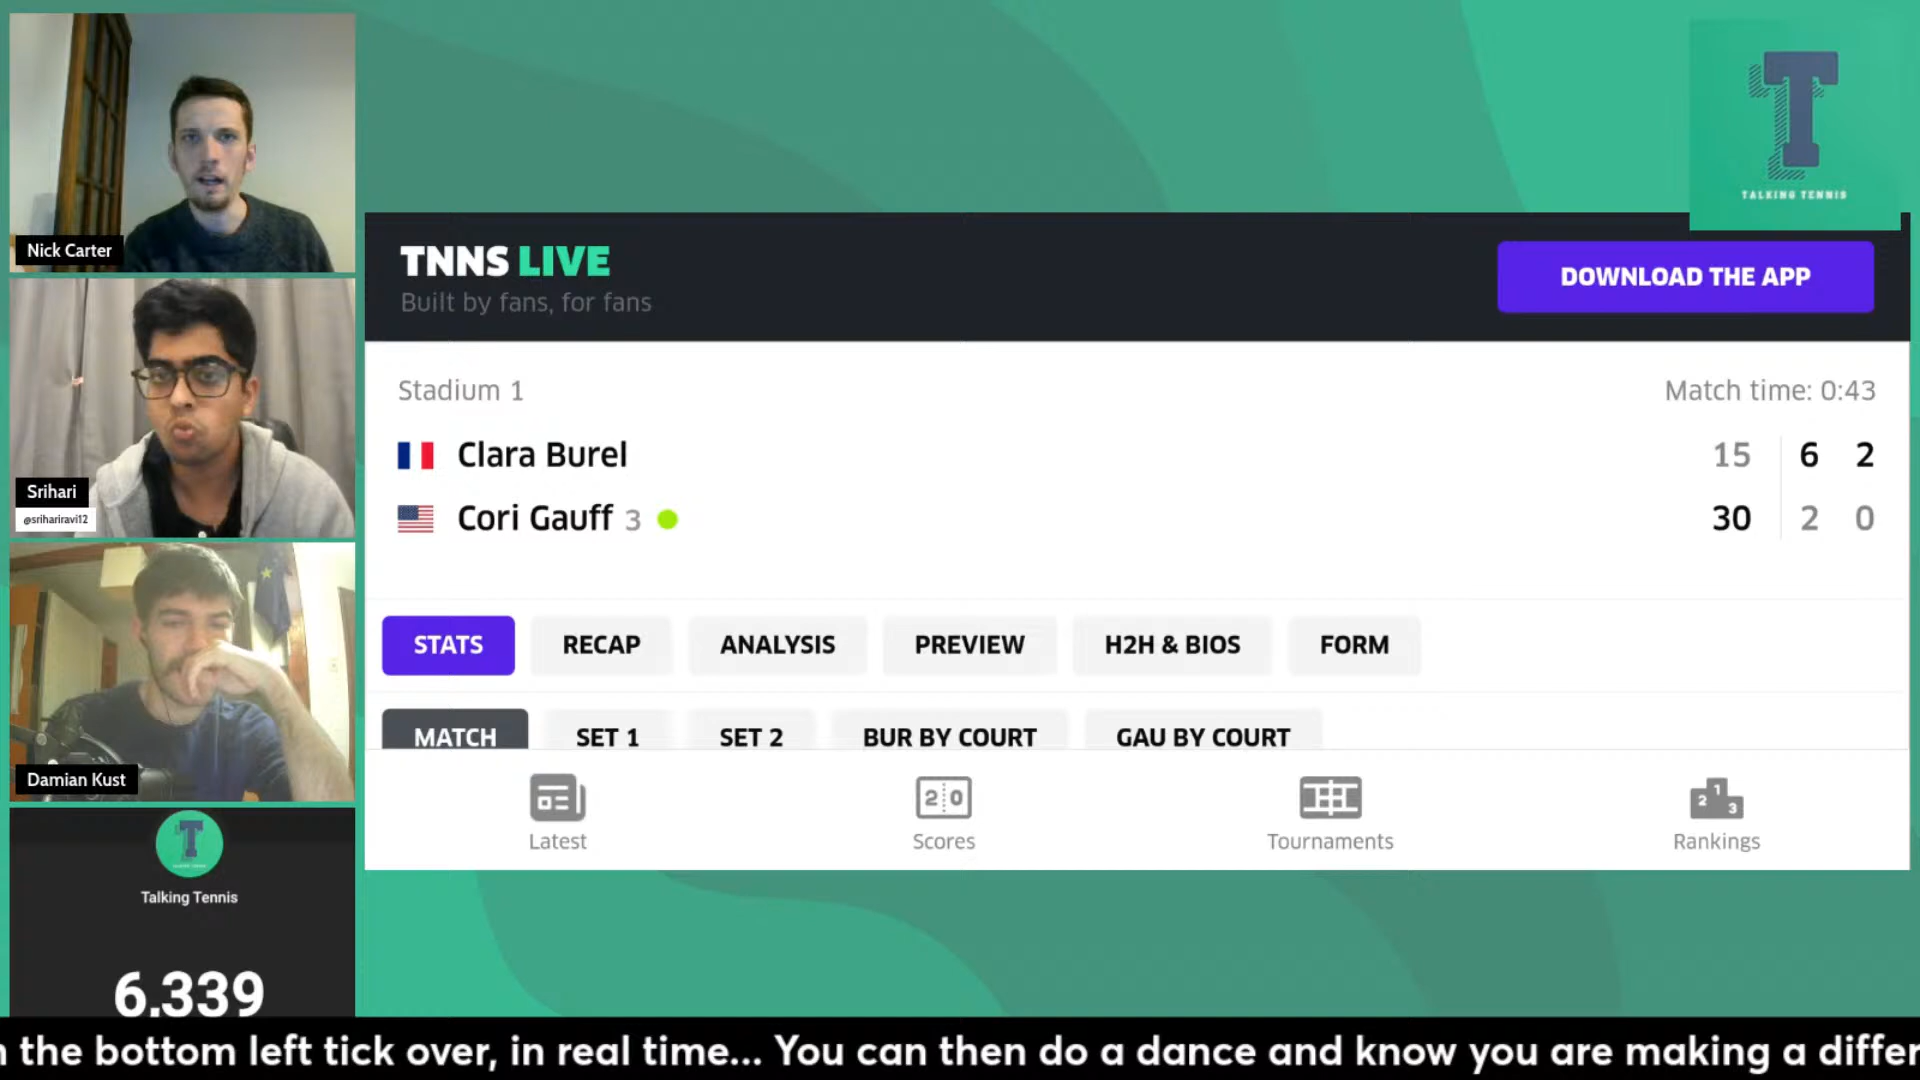 Nick Carter
Srihari
@srihariravi12
Damian Kust
Talking Tennis
6,339
TALKING TENNIS
TNNS LIVE
Built by fans, for fans
DOWNLOAD THE APP
Stadium 1
Match time: 0:43
Clara Burel 15 6 2
Cori Gauff 3 30 2 0
STATS RECAP ANALYSIS PREVIEW H2H & BIOS FORM
MATCH SET 1 SET 2 BUR BY COURT GAU BY COURT
Latest Scores Tournaments Rankings
the bottom left tick over, in real time... You can then do a dance and know you are making a differ